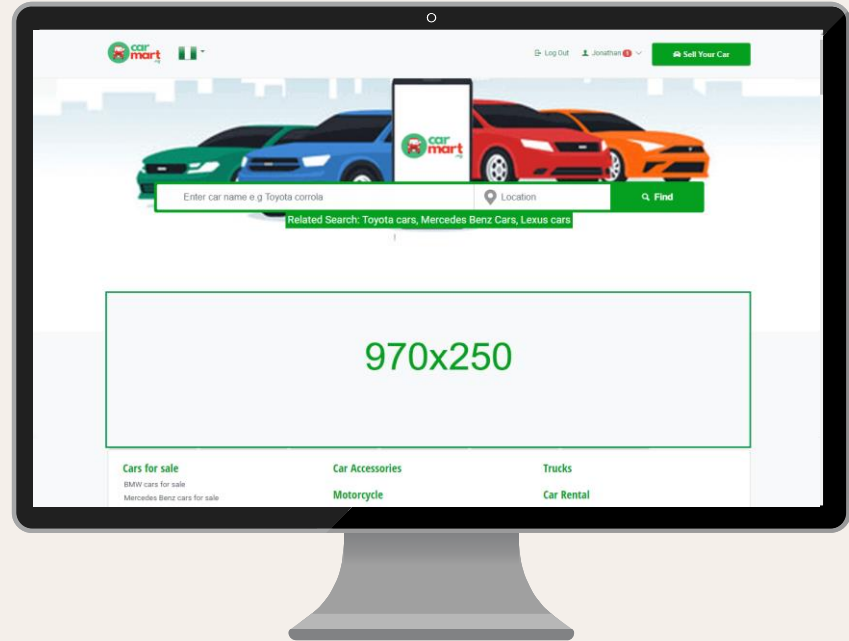 car mart
Log Out Jonathan Sell Your Car
car mart
Enter car name e.g Toyota corrola Location Find
Related Search: Toyota cars, Mercedes Benz Cars, Lexus cars
970x250
Cars for sale Car Accessories Trucks
BMW cars for sale
Mercedes Benz cars for sale
Motorcycle Car Rental